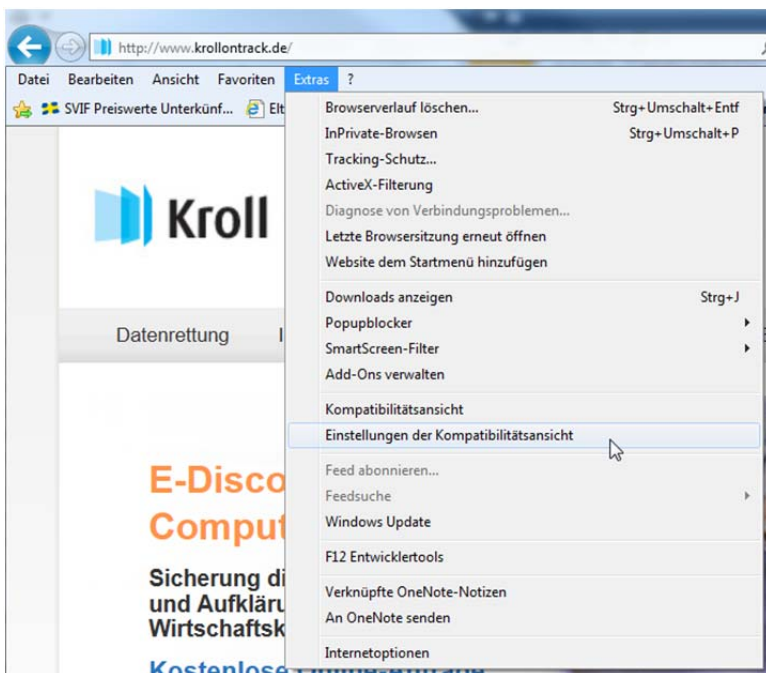 http://www.krollontrack.de/
Datei Bearbeiten Ansicht Favoriten Extras ?
SVIF Preiswerte Unterkünf... Elt
Browserverlauf löschen... Strg+Umschalt+Entf
InPrivate-Browsen Strg+Umschalt+P
Tracking-Schutz...
ActiveX-Filterung
Diagnose von Verbindungsproblemen...
Letzte Browsersitzung erneut öffnen
Website dem Startmenü hinzufügen
Downloads anzeigen Strg+J
Popupblocker
SmartScreen-Filter
Add-Ons verwalten
Kompatibilitätsansicht
Einstellungen der Kompatibilitätsansicht
Feed abonnieren...
Feedsuche
Windows Update
F12 Entwicklertools
Verknüpfte OneNote-Notizen
An OneNote senden
Internetoptionen
Kroll
Datenrettung
E-Disco
Comput
Sicherung di
und Aufkläru
Wirtschaftsk
Kostenlose